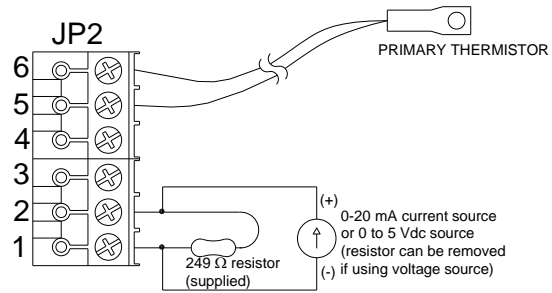 JP2
PRIMARY THERMISTOR
6
5
4
3
2
1
249 Ω resistor
(supplied)
(+)
0-20 mA current source
or 0 to 5 Vdc source
(resistor can be removed
(-) if using voltage source)